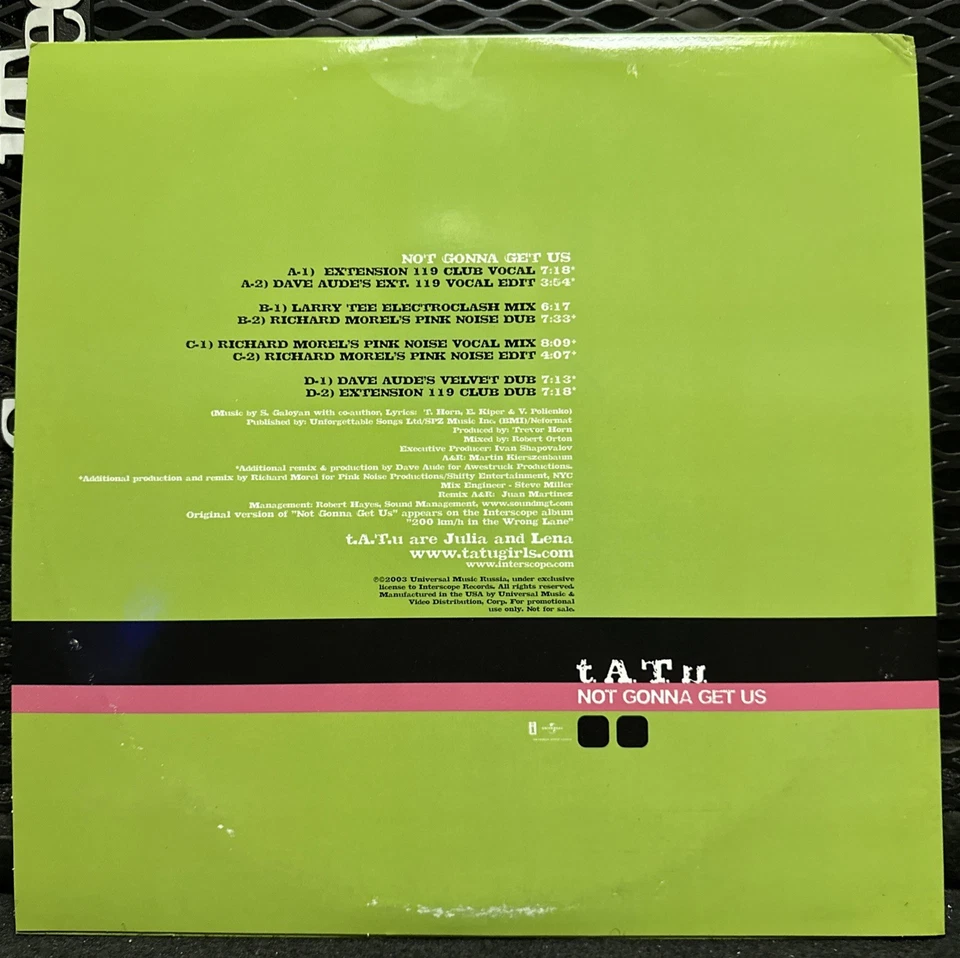 NOT GONNA GET US
A-1) EXTENSION 119 CLUB VOCAL 7:18*
A-2) DAVE AUDE'S EXT. 119 VOCAL EDIT 3:54*
B-1) LARRY TEE ELECTROCLASH MIX 6:17
B-2) RICHARD MOREL'S PINK NOISE DUB 7:33+
C-1) RICHARD MOREL'S PINK NOISE VOCAL MIX 8:09+
C-2) RICHARD MOREL'S PINK NOISE EDIT 4:07+
D-1) DAVE AUDE'S VELVET DUB 7:13*
D-2) EXTENSION 119 CLUB DUB 7:18*
(Music by S. Galoyan with co-author, Lyrics: T. Horn, E. Kiper & V. Polienko)
Published by: Unforgettable Songs Ltd/SPZ Music Inc. (BMI)/Neformat
Produced by: Trevor Horn
Mixed by: Robert Orton
Executive Producer: Ivan Shapovalov
A&R: Martin Kierszenbaum
*Additional remix & production by Dave Aude for Awestruck Productions.
+Additional production and remix by Richard Morel for Pink Noise Productions/Shifty Entertainment, NYC
Mix Engineer - Steve Miller
Remix A&R: Juan Martinez
Management: Robert Hayes, Sound Management, www.soundmgt.com
Original version of "Not Gonna Get Us" appears on the Interscope album
"200 km/h in the Wrong Lane"
t.A.T.u are Julia and Lena
www.tatugirls.com
www.interscope.com
℗©2003 Universal Music Russia, under exclusive
license to Interscope Records. All rights reserved.
Manufactured in the USA by Universal Music &
Video Distribution, Corp. For promotional
use only. Not for sale.
t.A.T.u.
NOT GONNA GET US
i UNIVERSAL